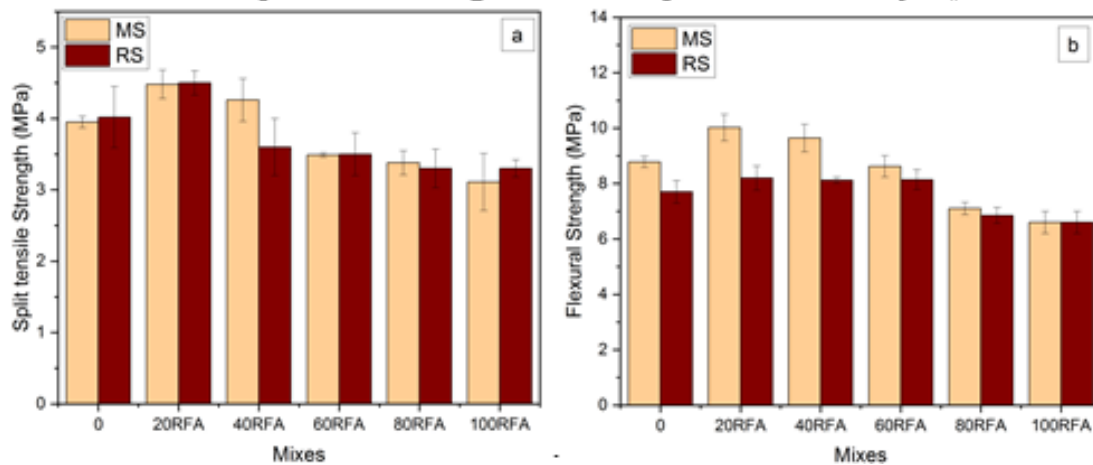 a
MS
RS
Split tensile Strength (MPa)
5
4
3
2
1
0
0 20RFA 40RFA 60RFA 80RFA 100RFA
Mixes
b
MS
RS
Flexural Strength (MPa)
14
12
10
8
6
4
2
0
0 20RFA 40RFA 60RFA 80RFA 100RFA
Mixes
-